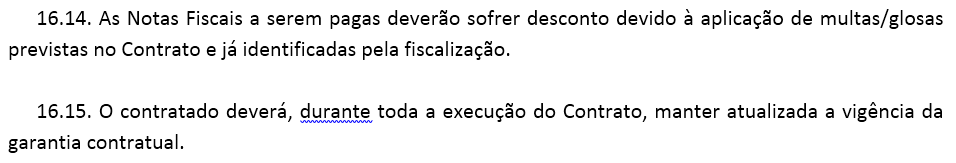 16.14. As Notas Fiscais a serem pagas deverão sofrer desconto devido à aplicação de multas/glosas
previstas no Contrato e já identificadas pela fiscalização.
16.15. O contratado deverá, durante toda a execução do Contrato, manter atualizada a vigência da
garantia contratual.